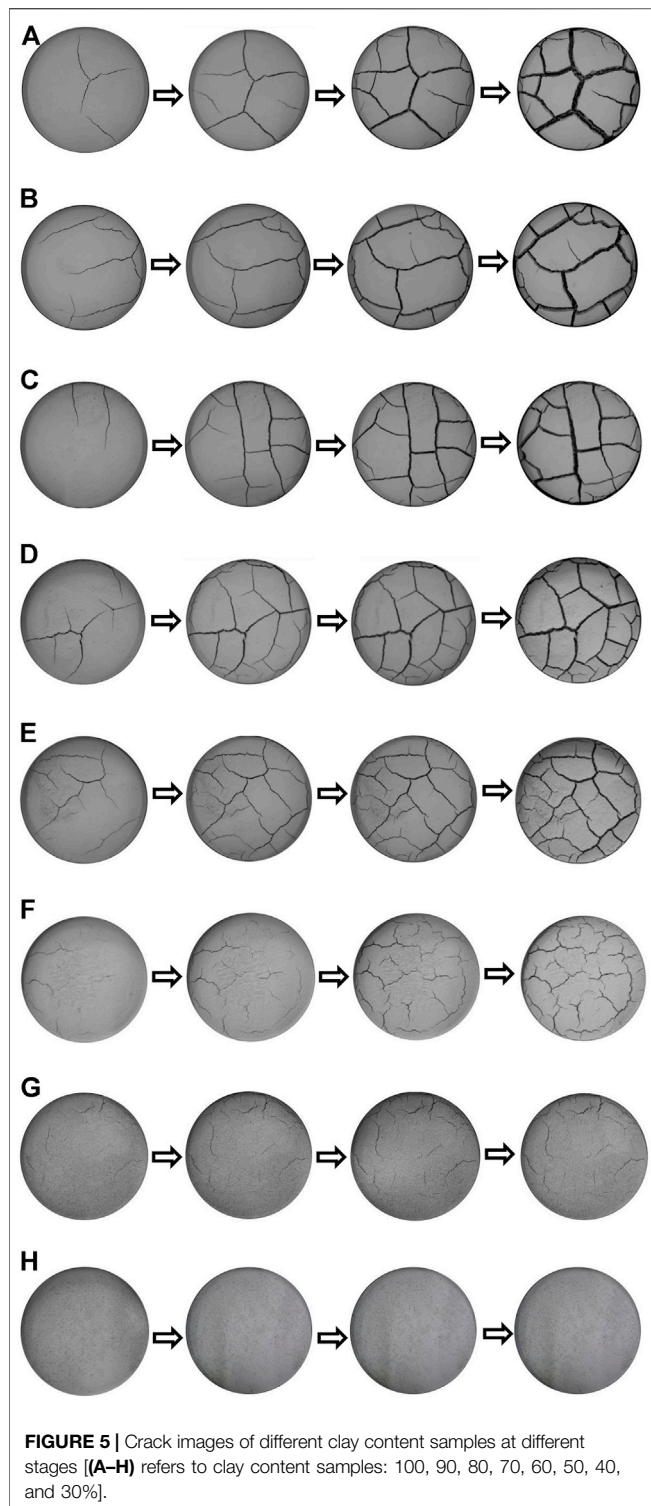 A
B
C
D
E
F
G
H
FIGURE 5 | Crack images of different clay content samples at different
stages [(A–H) refers to clay content samples: 100, 90, 80, 70, 60, 50, 40,
and 30%].